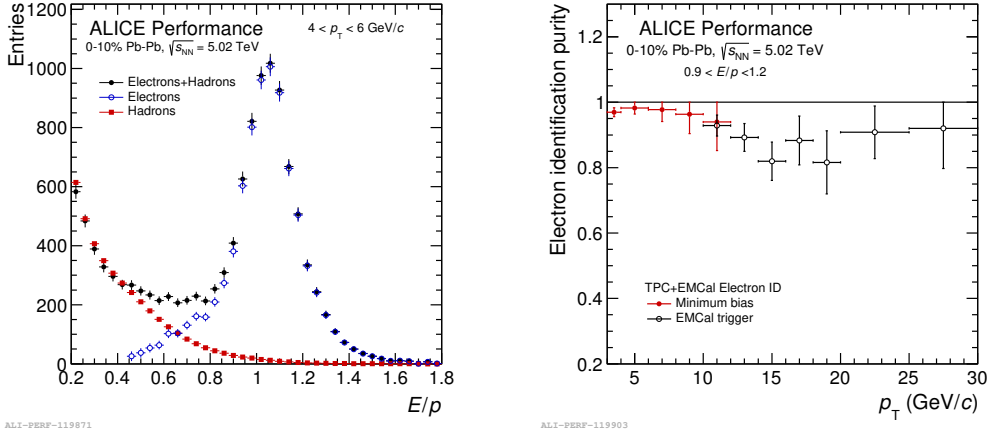 ALICE Performance
0-10% Pb-Pb, √sNN = 5.02 TeV
4 < pT < 6 GeV/c
Electrons+Hadrons
Electrons
Hadrons
Entries
1200
1000
800
600
400
200
0
0.2 0.4 0.6 0.8 1 1.2 1.4 1.6 1.8
E/p
ALI-PERF-119871
ALICE Performance
0-10% Pb-Pb, √sNN = 5.02 TeV
0.9 < E/p <1.2
Electron identification purity
1.2
1
0.8
0.6
0.4
0.2
TPC+EMCal Electron ID
Minimum bias
EMCal trigger
5 10 15 20 25 30
pT (GeV/c)
ALI-PERF-119903